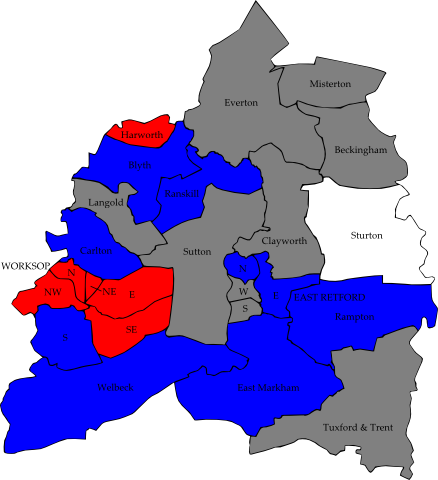 Misterton
Everton
Harworth
Beckingham
Blyth
Ranskill
Langold
Sturton
Clayworth
Carlton
Sutton
WORKSOP
N
N
NE
NW
E
W
E
EAST RETFORD
S
Rampton
SE
S
Welbeck
East Markham
Tuxford & Trent